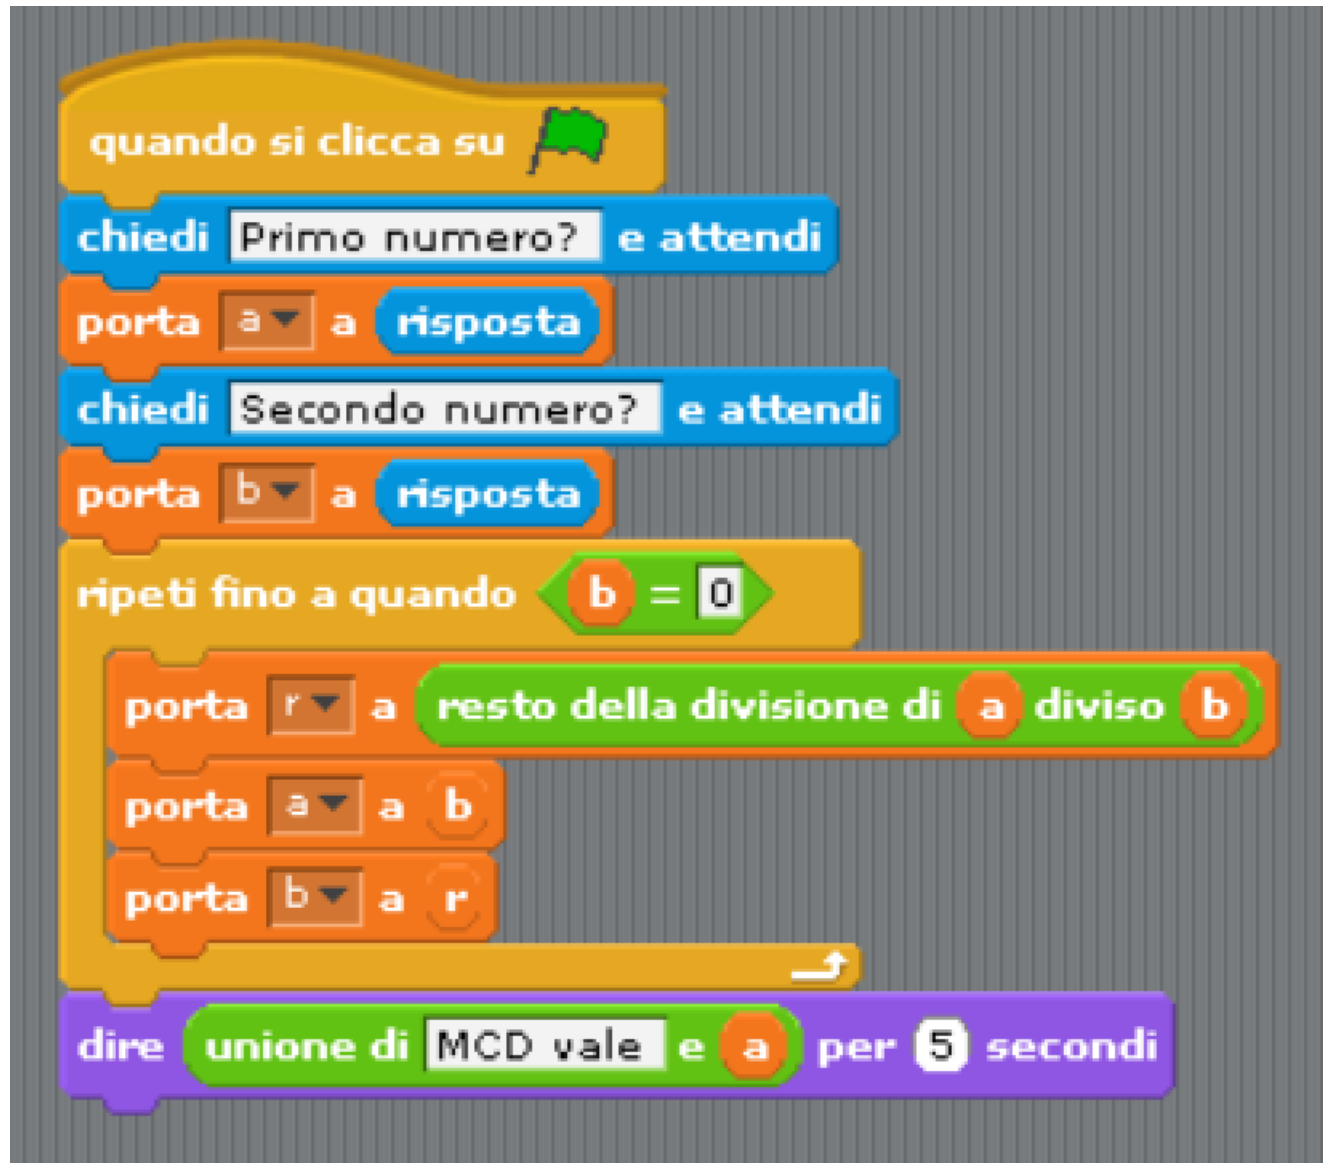 quando si clicca su
chiedi Primo numero? e attendi
porta a a risposta
chiedi Secondo numero? e attendi
porta b a risposta
ripeti fino a quando b = 0
porta r a resto della divisione di a diviso b
porta a a b
porta b a r
dire unione di MCD vale e a per 5 secondi